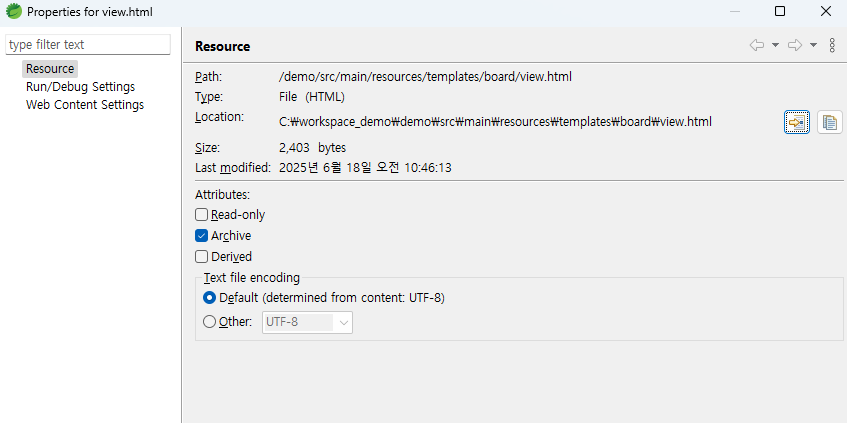 Properties for view.html
type filter text
Resource
Run/Debug Settings
Web Content Settings
Resource
Path: /demo/src/main/resources/templates/board/view.html
Type: File (HTML)
Location: C:₩workspace_demo₩demo₩src₩main₩resources₩templates₩board₩view.html
Size: 2,403 bytes
Last modified: 2025년 6월 18일 오전 10:46:13
Attributes:
Read-only
Archive
Derived
Text file encoding
Default (determined from content: UTF-8)
Other: UTF-8